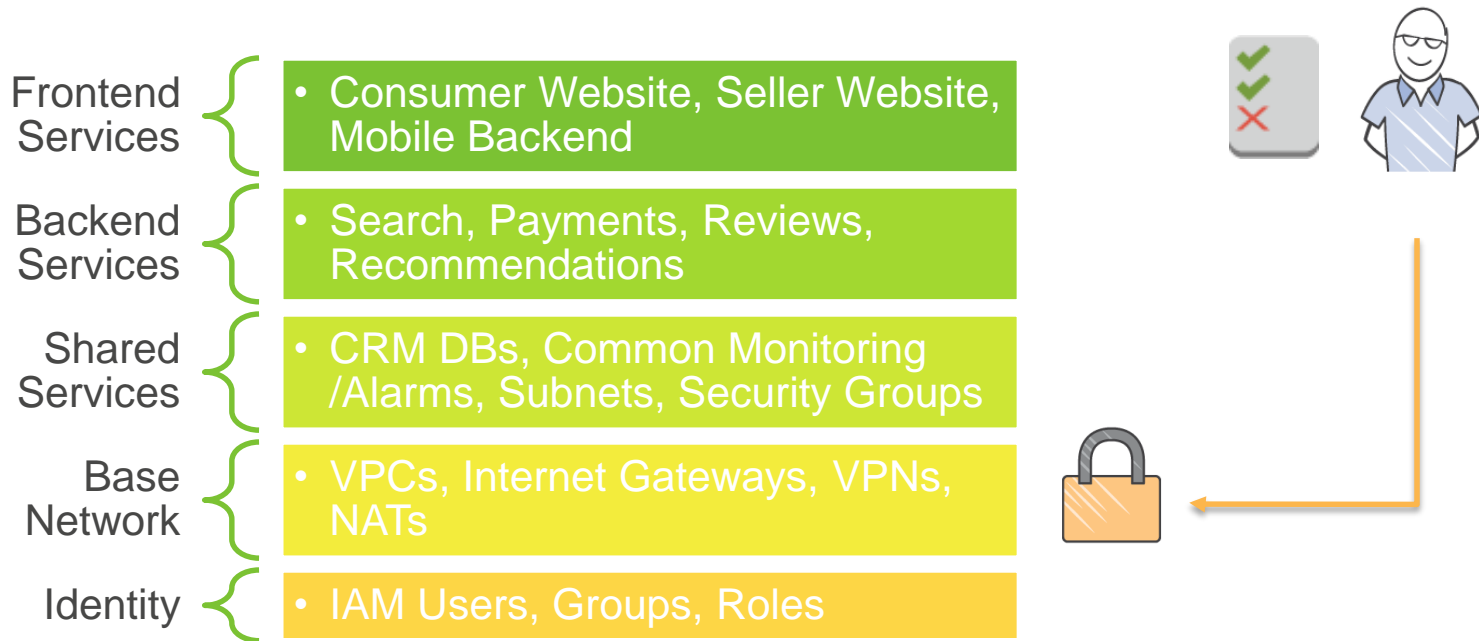 Frontend
Services
• Consumer Website, Seller Website,
Mobile Backend
Backend
Services
• Search, Payments, Reviews,
Recommendations
Shared
Services
• CRM DBs, Common Monitoring
/Alarms, Subnets, Security Groups
Base
Network
• VPCs, Internet Gateways, VPNs,
NATs
Identity
• IAM Users, Groups, Roles